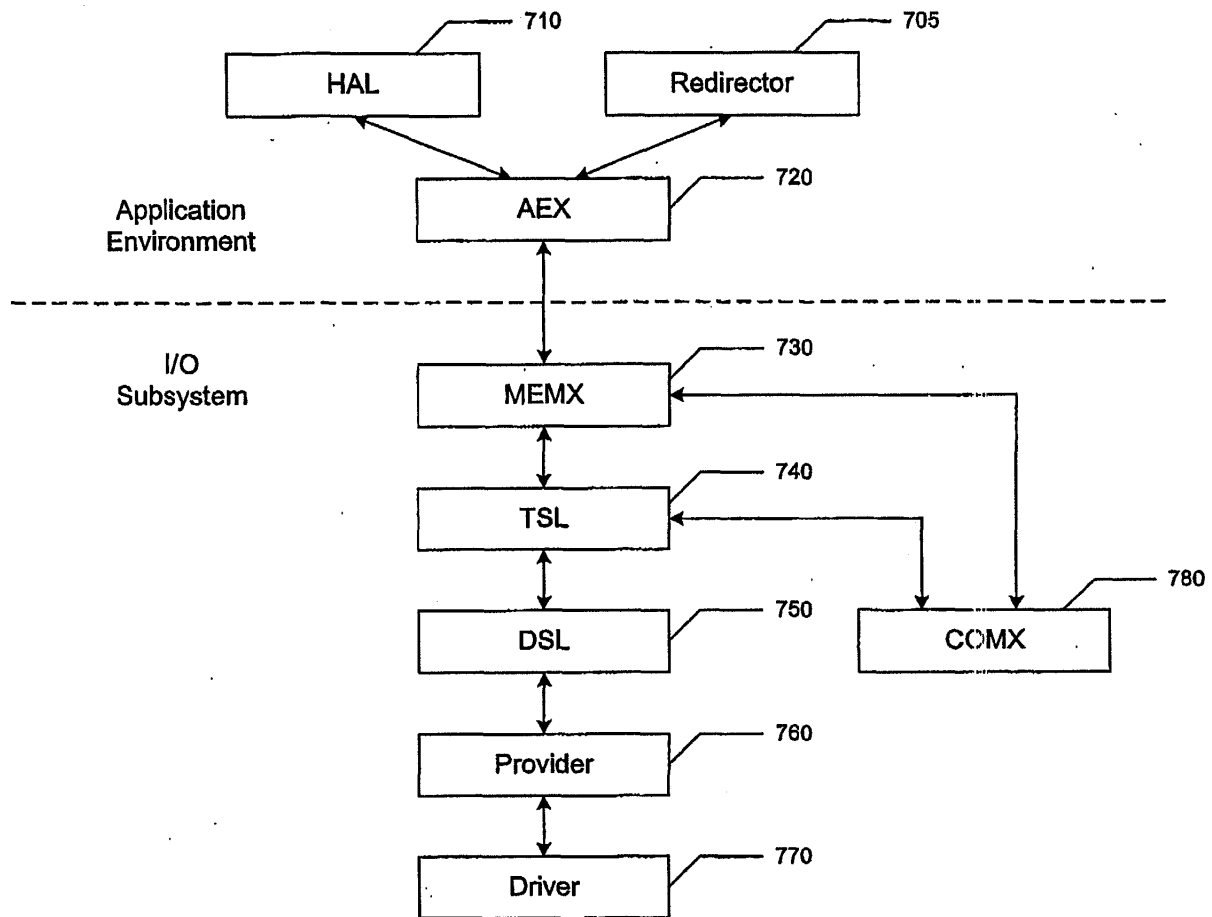 710
705
HAL
Redirector
720
AEX
Application
Environment
I/O
Subsystem
730
MEMX
740
TSL
750
DSL
780
COMX
760
Provider
770
Driver